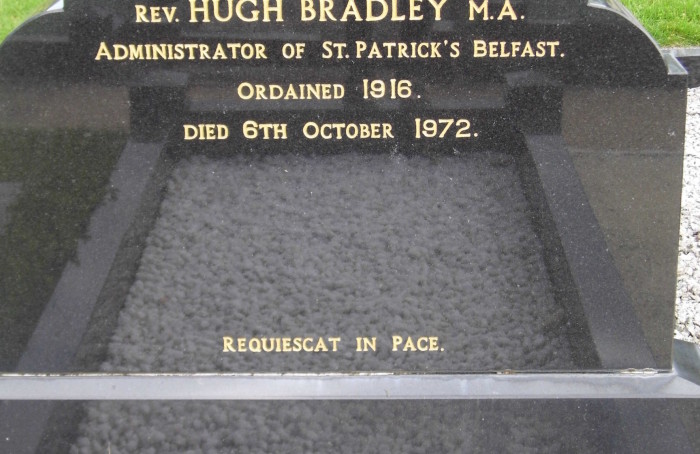 REV. HUGH BRADLEY M.A.
ADMINISTRATOR OF ST. PATRICK'S BELFAST.
ORDAINED 1916.
DIED 6TH OCTOBER 1972.
REQUIESCAT IN PACE.